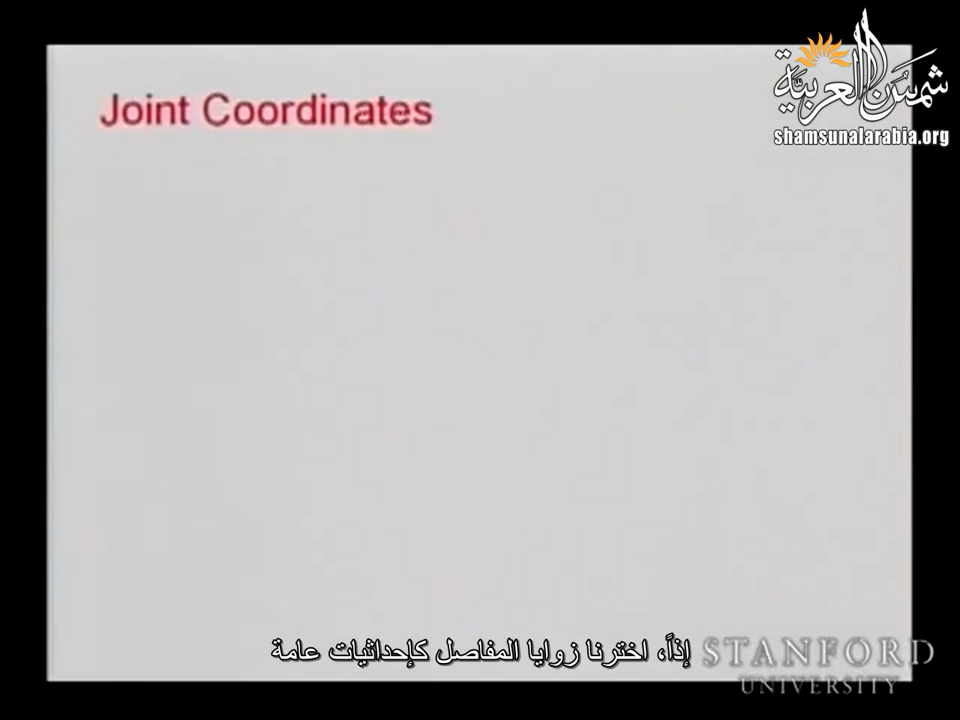 شمس العربية
shamsunalarabia.org
Joint Coordinates
إذاً، اخترنا زوايا المفاصل كإحداثيات عامة
STANFORD
UNIVERSITY